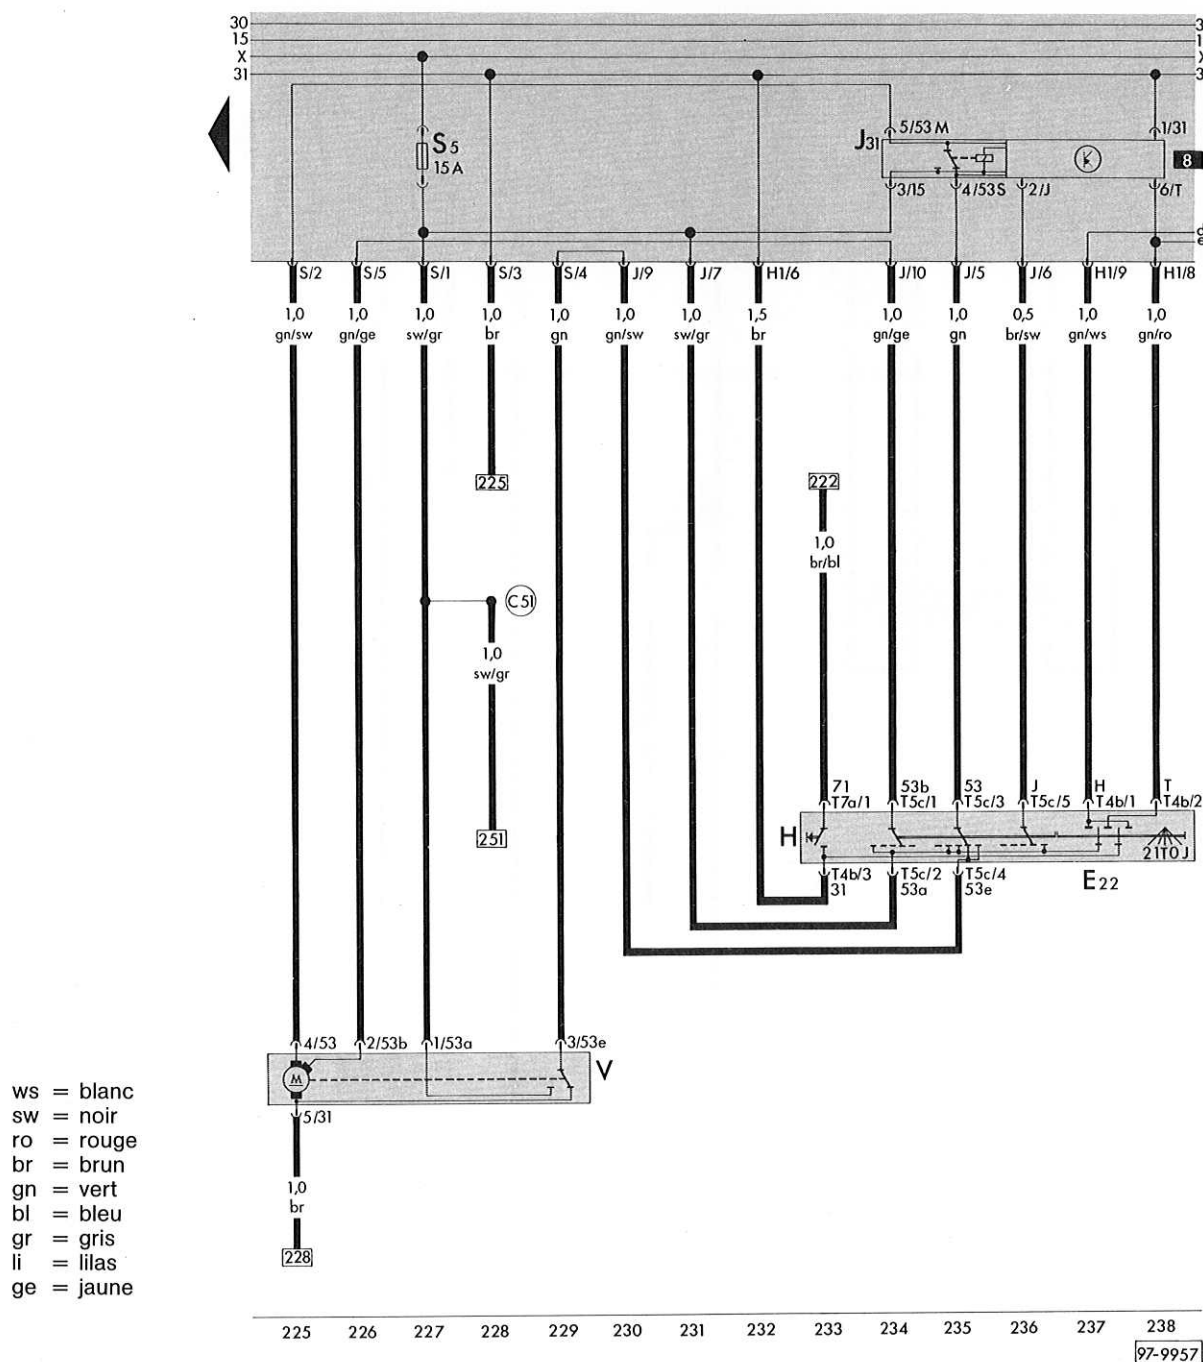 30
15
X
31
S5
15 A
J31
5/53 M
1/31
8
3/15
4/53S
2/J
6/T
d
e
S/2
S/5
S/1
S/3
S/4
J/9
J/7
H1/6
J/10
J/5
J/6
H1/9
H1/8
1,0 1,0 1,0 1,0 1,0 1,0 1,0 1,5 1,0 1,0 0,5 1,0 1,0
gn/sw gn/ge sw/gr br gn gn/sw sw/gr br gn/ge gn br/sw gn/ws gn/ro
225
222
1,0
br/bl
C51
1,0
sw/gr
251
71 53b 53 J H T
T7a/1 T5c/1 T5c/3 T5c/5 T4b/1 T4b/2
H
21T0J
T4b/3 T5c/2 T5c/4
31 53a 53e
E22
4/53 2/53b 1/53a 3/53e
V
M
5/31
1,0
br
228
ws = blanc
sw = noir
ro = rouge
br = brun
gn = vert
bl = bleu
gr = gris
li = lilas
ge = jaune
225 226 227 228 229 230 231 232 233 234 235 236 237 238
97-9957